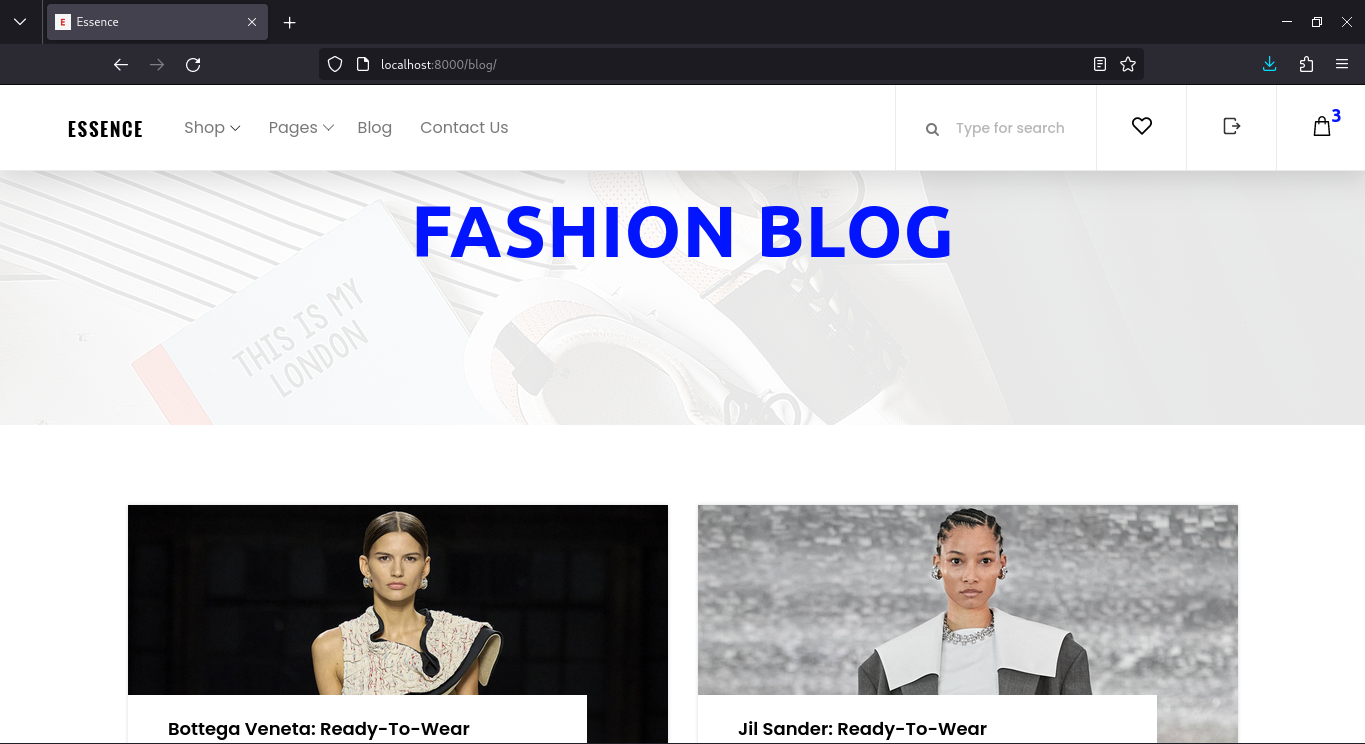 E Essence
localhost:8000/blog/
ESSENCE Shop Pages Blog Contact Us Type for search 3
FASHION BLOG
THIS IS MY
LONDON
Bottega Veneta: Ready-To-Wear
Jil Sander: Ready-To-Wear